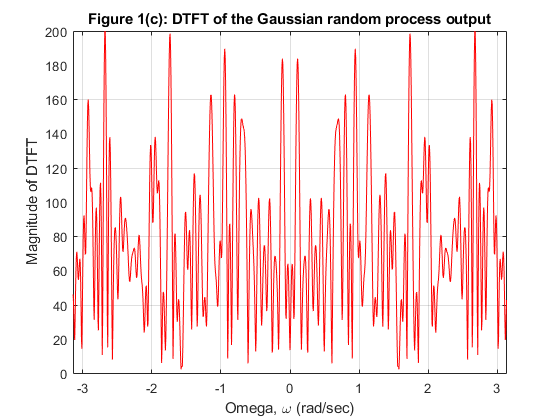 Figure 1(c): DTFT of the Gaussian random process output
Magnitude of DTFT
200
180
160
140
120
100
80
60
40
20
0
-3 -2 -1 0 1 2 3
Omega, ω (rad/sec)